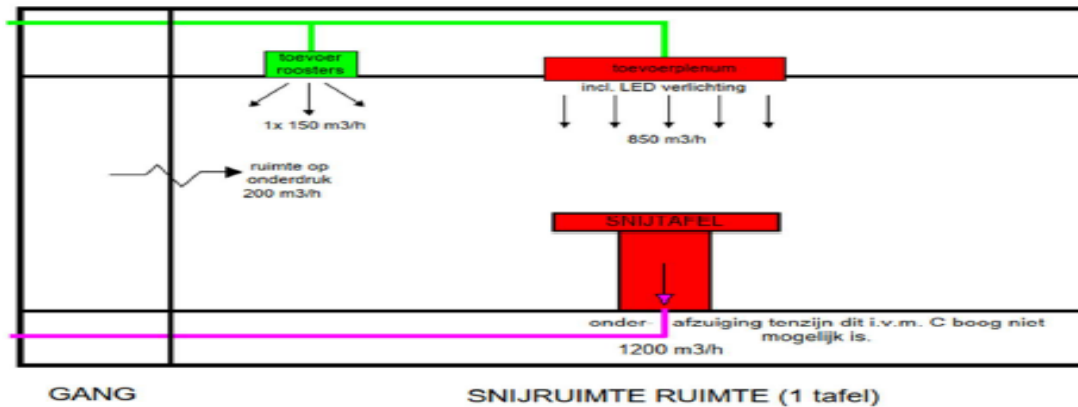 toevoer
roosters
toevoerplenum
incl. LED verlichting
1x 150 m3/h
850 m3/h
ruimte op
onderdruk
200 m3/h
SNIJTAFEL
onder- afzuiging tenzijn dit i.v.m. C boog niet
mogelijk is.
1200 m3/h
GANG
SNIJRUIMTE RUIMTE (1 tafel)